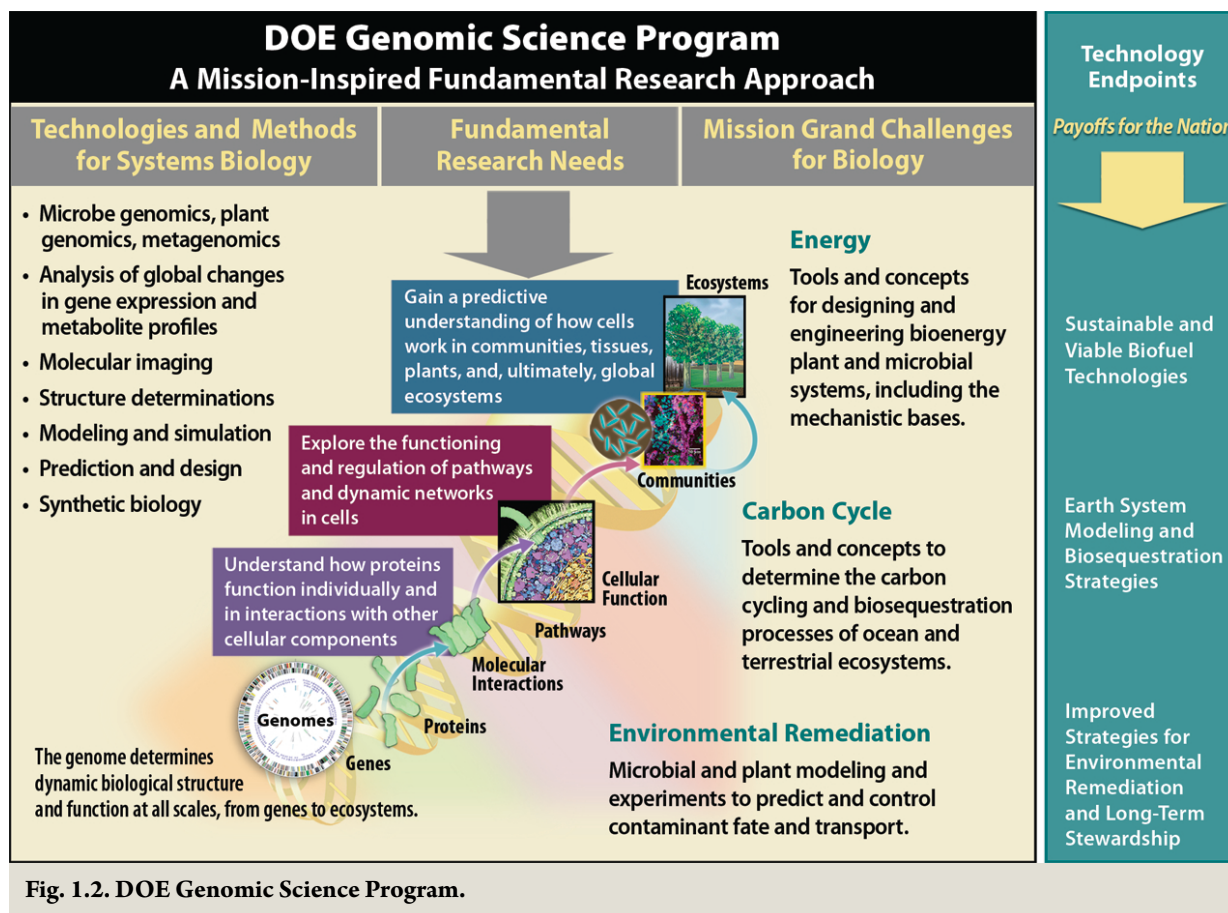 DOE Genomic Science Program
A Mission-Inspired Fundamental Research Approach
Technologies and Methods
for Systems Biology
Fundamental
Research Needs
Mission Grand Challenges
for Biology
• Microbe genomics, plant
genomics, metagenomics
• Analysis of global changes
in gene expression and
metabolite profiles
• Molecular imaging
• Structure determinations
• Modeling and simulation
• Prediction and design
• Synthetic biology
Gain a predictive
understanding of how cells
work in communities, tissues,
plants, and, ultimately, global
ecosystems
Explore the functioning
and regulation of pathways
and dynamic networks
in cells
Understand how proteins
function individually and
in interactions with other
cellular components
Ecosystems
Communities
Cellular
Function
Pathways
Molecular
Interactions
Proteins
Genes
Genomes
The genome determines
dynamic biological structure
and function at all scales, from genes to ecosystems.
Energy
Tools and concepts
for designing and
engineering bioenergy
plant and microbial
systems, including the
mechanistic bases.
Carbon Cycle
Tools and concepts to
determine the carbon
cycling and biosequestration
processes of ocean and
terrestrial ecosystems.
Environmental Remediation
Microbial and plant modeling and
experiments to predict and control
contaminant fate and transport.
Technology
Endpoints
Payoffs for the Nation
Sustainable and
Viable Biofuel
Technologies
Earth System
Modeling and
Biosequestration
Strategies
Improved
Strategies for
Environmental
Remediation
and Long-Term
Stewardship
Fig. 1.2. DOE Genomic Science Program.